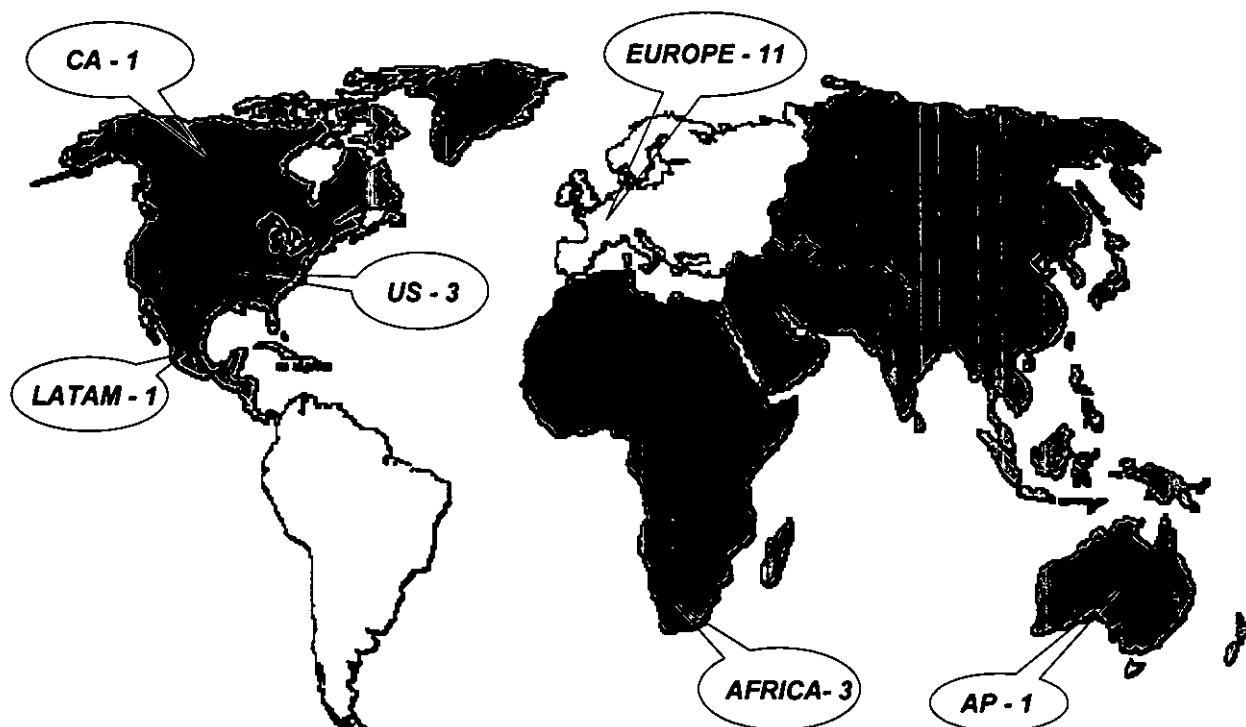 CA - 1
EUROPE - 11
US - 3
LATAM - 1
AFRICA- 3
AP - 1